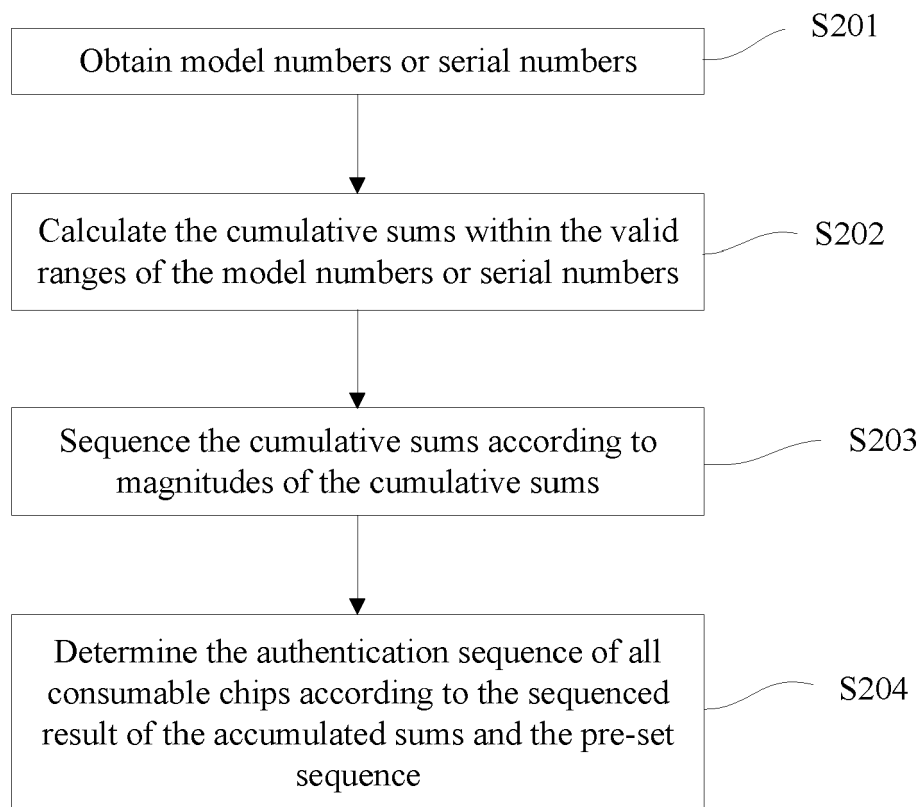 S201
Obtain model numbers or serial numbers
Calculate the cumulative sums within the valid
ranges of the model numbers or serial numbers
S202
Sequence the cumulative sums according to
magnitudes of the cumulative sums
S203
Determine the authentication sequence of all
consumable chips according to the sequenced
result of the accumulated sums and the pre-set
sequence
S204